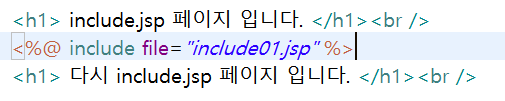 <h1> include.jsp 페이지 입니다. </h1><br />
<%@ include file="include01.jsp" %>
<h1> 다시 include.jsp 페이지 입니다. </h1><br />